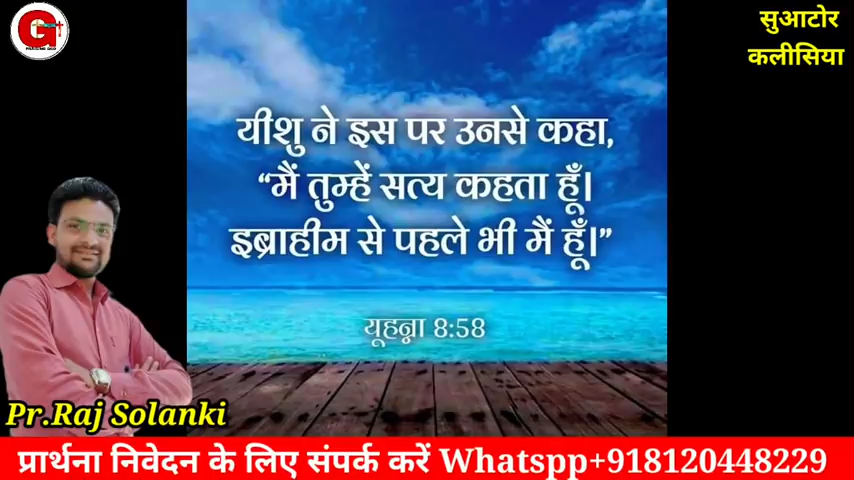 G
सुआटोर
कलीसिया
यीशु ने इस पर उनसे कहा,
“मैं तुम्हें सत्य कहता हूँ।
इब्राहीम से पहले भी मैं हूँ।”
यूहन्ना 8:58
Pr.Raj Solanki
प्रार्थना निवेदन के लिए संपर्क करें Whatspp+918120448229